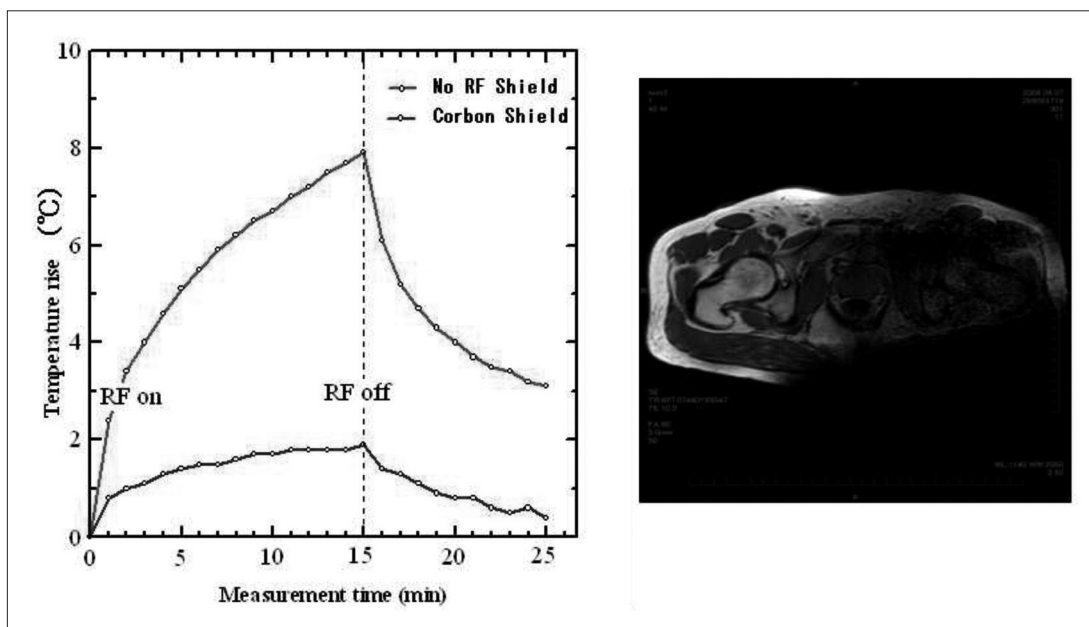 10
8
6
4
2
0
Temperature rise (℃)
No RF Shield
Corbon Shield
RF on
RF off
0 5 10 15 20 25
Measurement time (min)